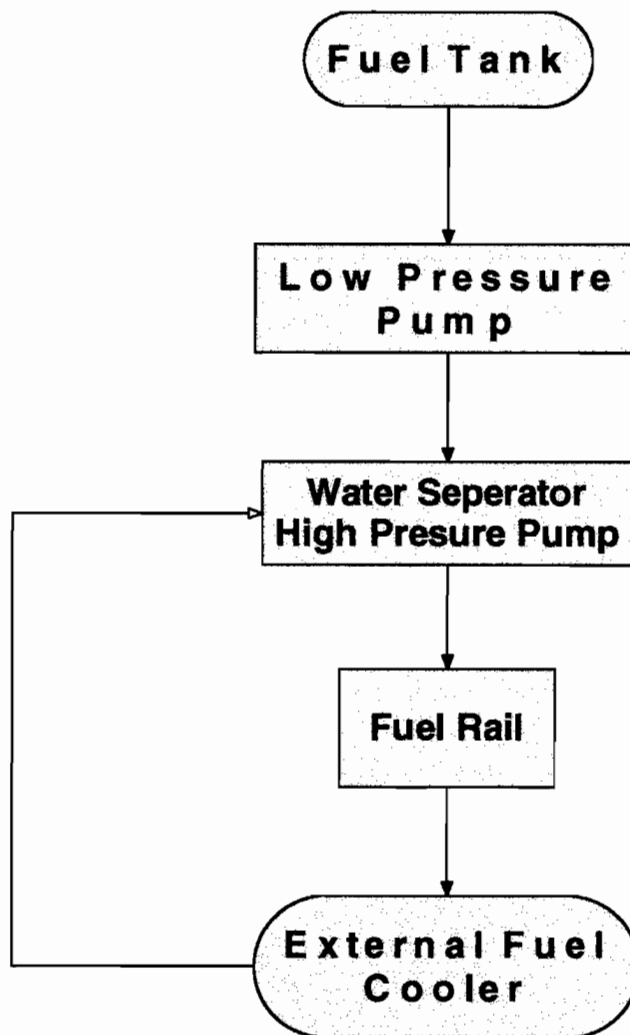 Fuel Tank
Low Pressure
Pump
Water Seperator
High Presure Pump
Fuel Rail
External Fuel
Cooler